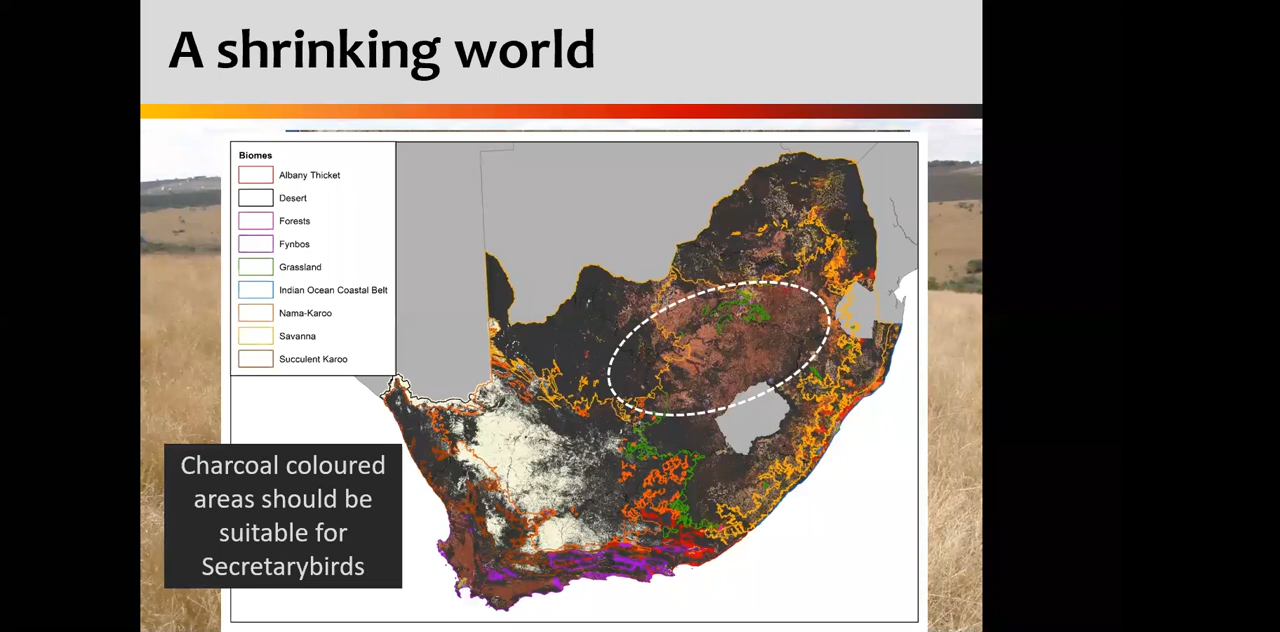 A shrinking world
Biomes
Albany Thicket
Desert
Forests
Fynbos
Grassland
Indian Ocean Coastal Belt
Nama-Karoo
Savanna
Succulent Karoo
Charcoal coloured
areas should be
suitable for
Secretarybirds